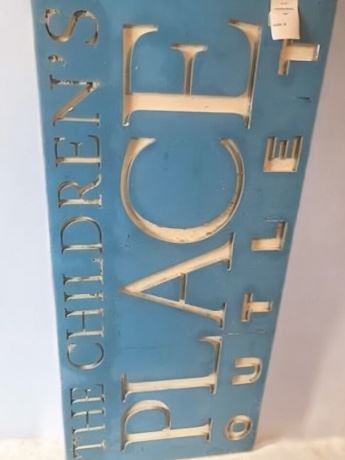 THE CHILDREN'S
PLACE
OUTLET